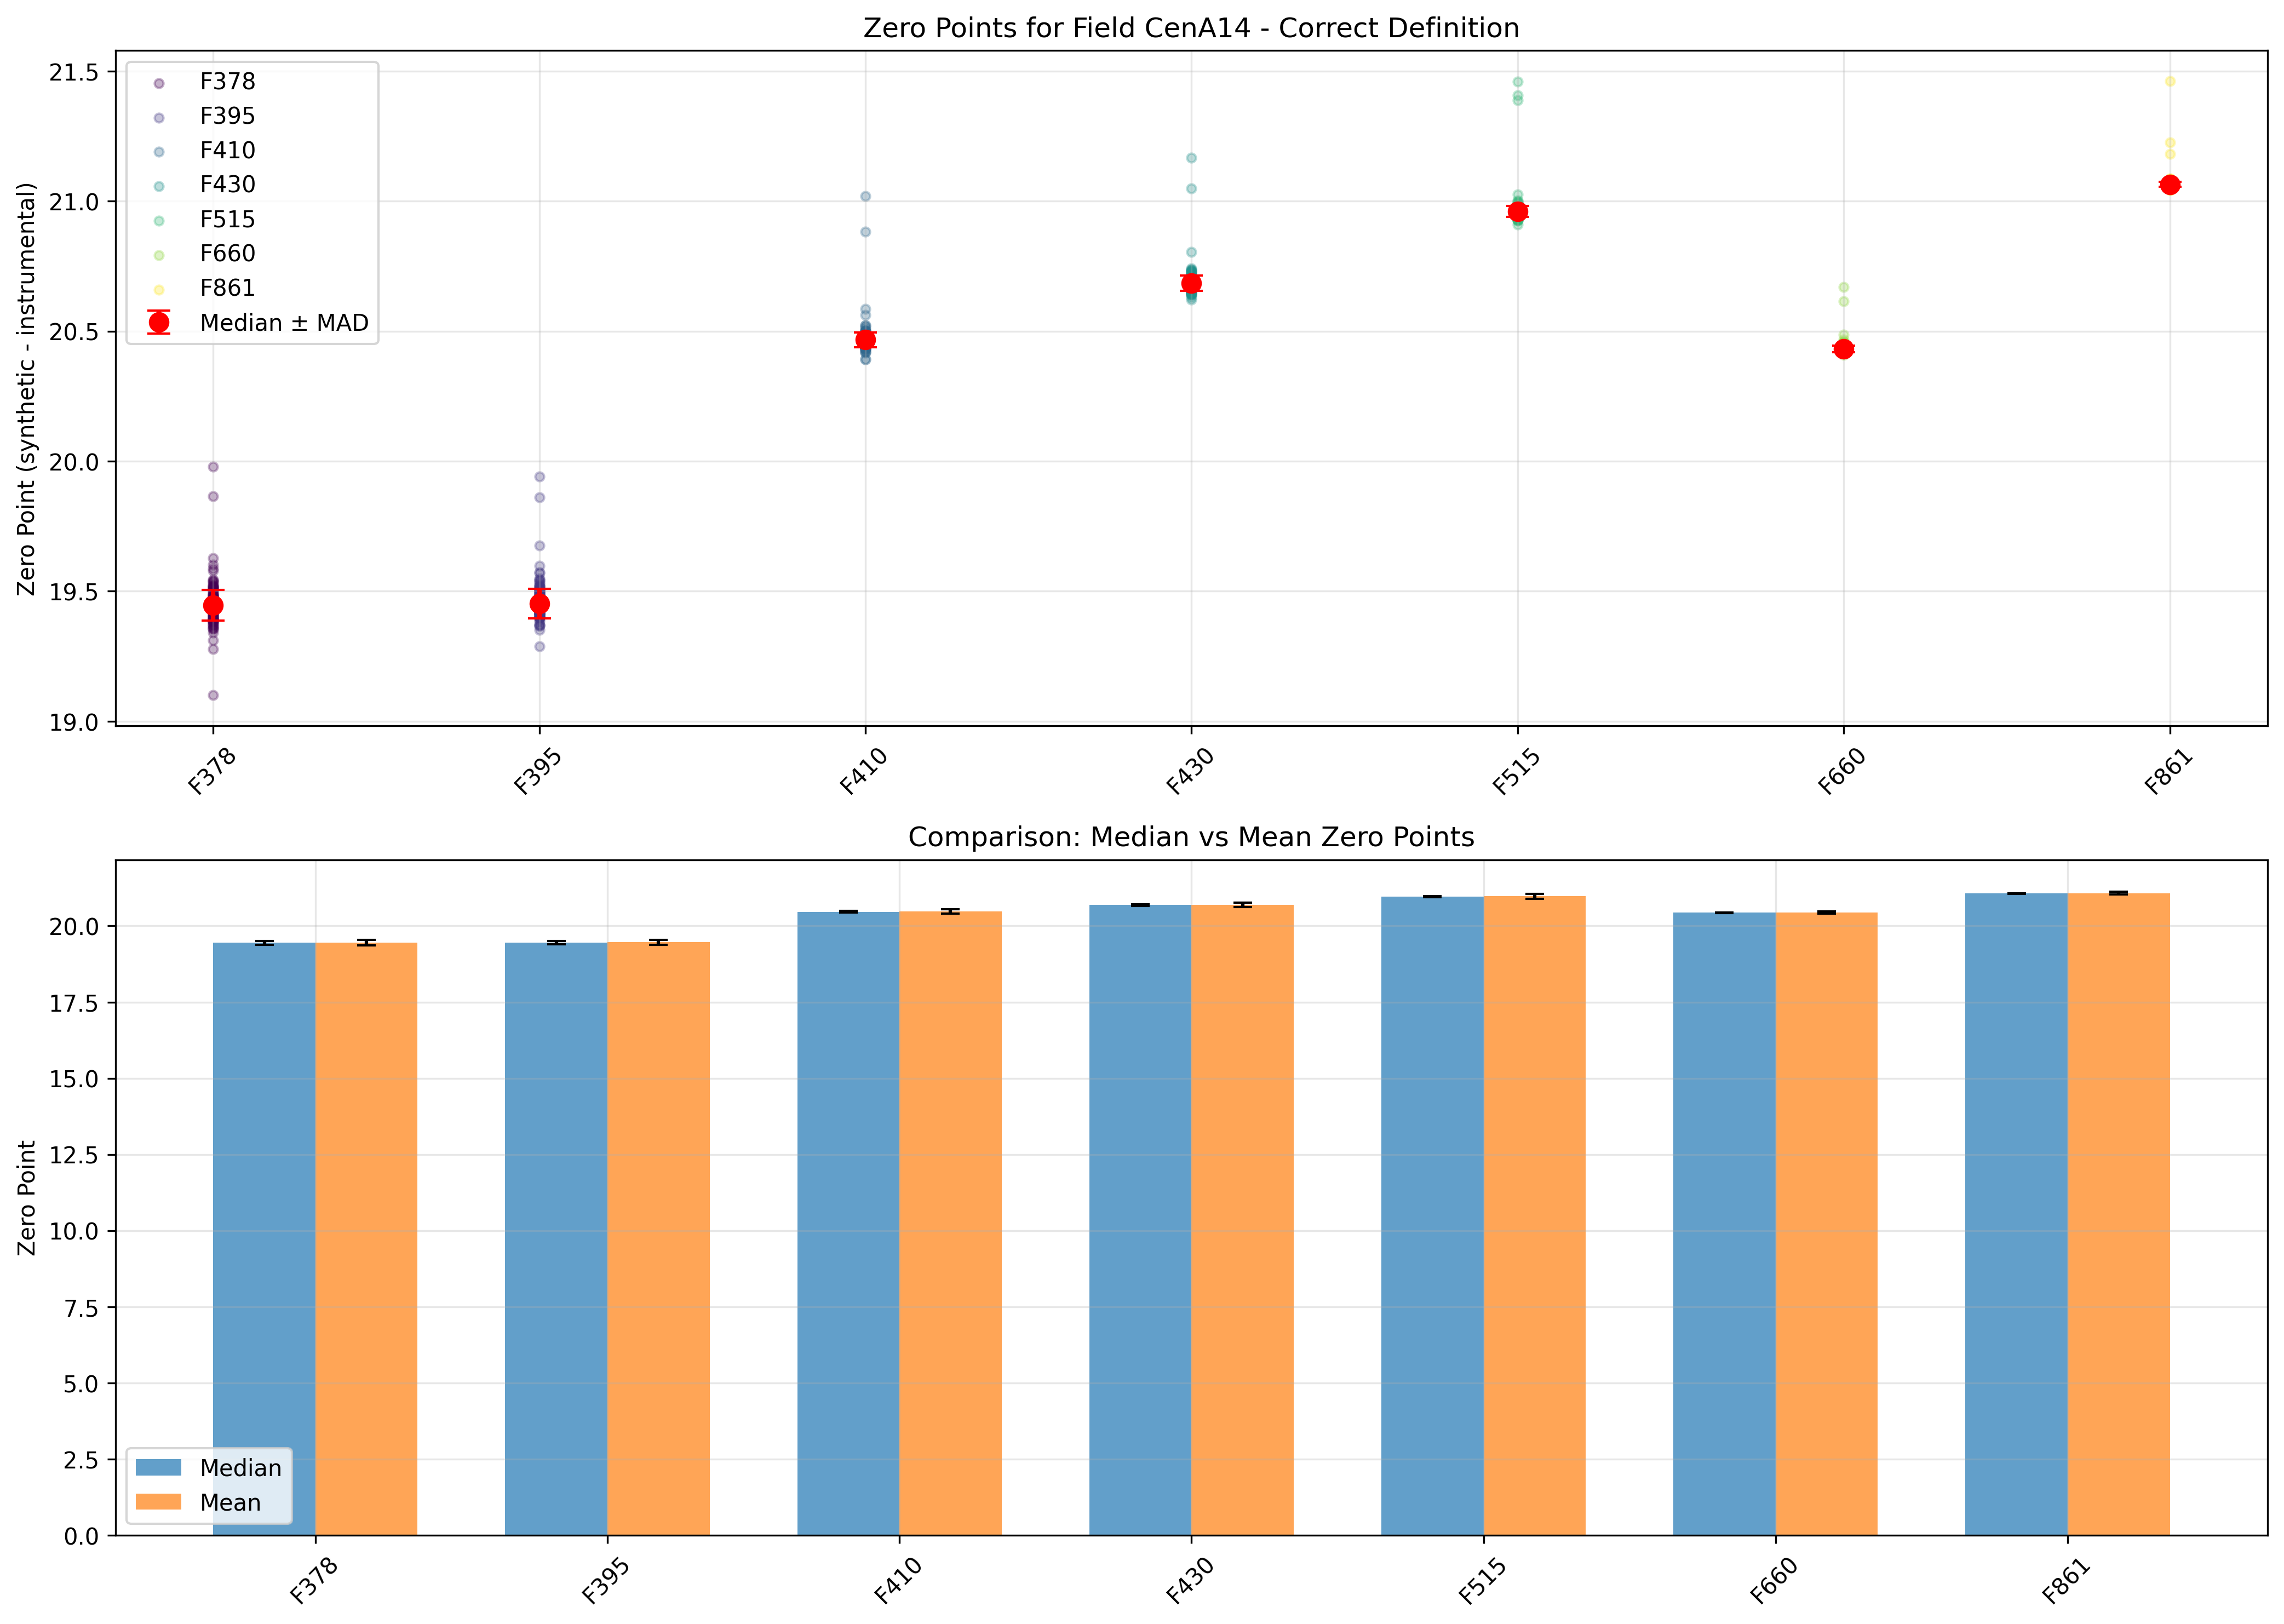 Zero Points for Field CenA14 - Correct Definition
Zero Point (synthetic - instrumental)
21.5
21.0
20.5
20.0
19.5
19.0
F378
F395
F410
F430
F515
F660
F861
Median ± MAD
F378
F395
F410
F430
F515
F660
F861
Comparison: Median vs Mean Zero Points
Zero Point
20.0
17.5
15.0
12.5
10.0
7.5
5.0
2.5
0.0
Median
Mean
F378
F395
F410
F430
F515
F660
F861